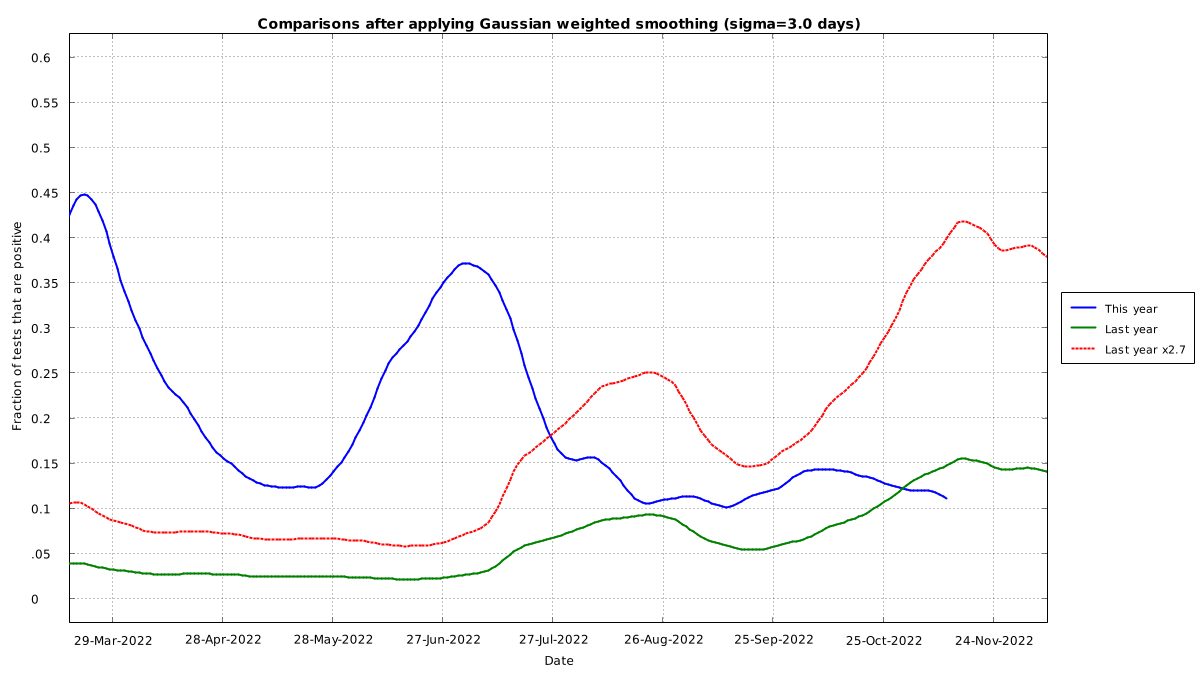 Comparisons after applying Gaussian weighted smoothing (sigma=3.0 days)
0.6
0.55
0.5
0.45
0.4
0.35
0.3
0.25
0.2
0.15
0.1
.05
0
Fraction of tests that are positive
29-Mar-2022 28-Apr-2022 28-May-2022 27-Jun-2022 27-Jul-2022 26-Aug-2022 25-Sep-2022 25-Oct-2022 24-Nov-2022
Date
This year
Last year
Last year x2.7